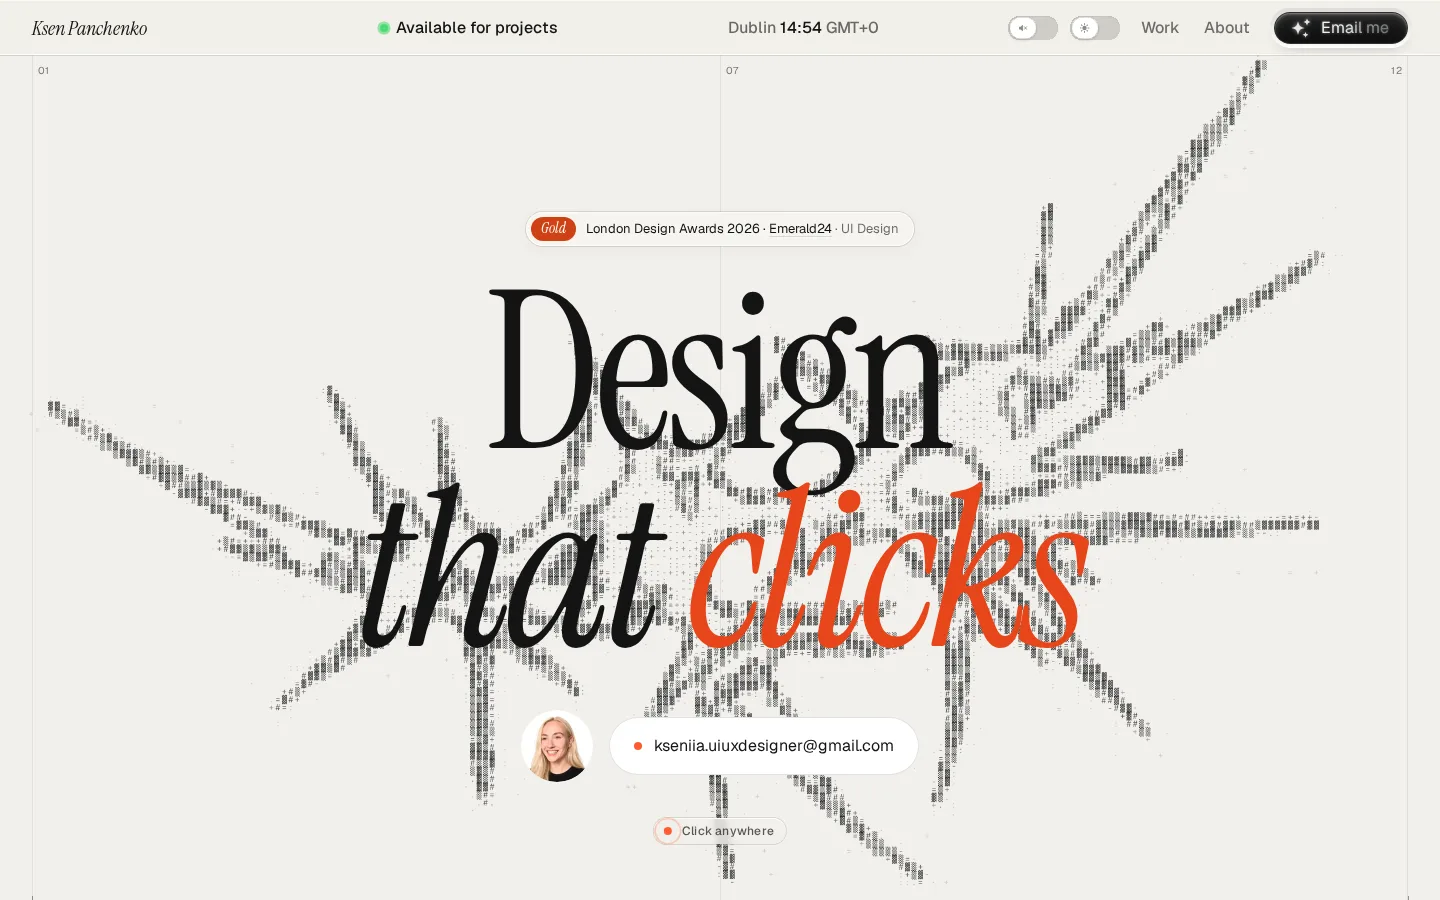 Ksen Panchenko
Available for projects
Dublin 14:54 GMT+0
Work
About
Email me
01
07
12
Gold London Design Awards 2026 · Emerald24 · UI Design
Design
that clicks
kseniia.uiuxdesigner@gmail.com
Click anywhere